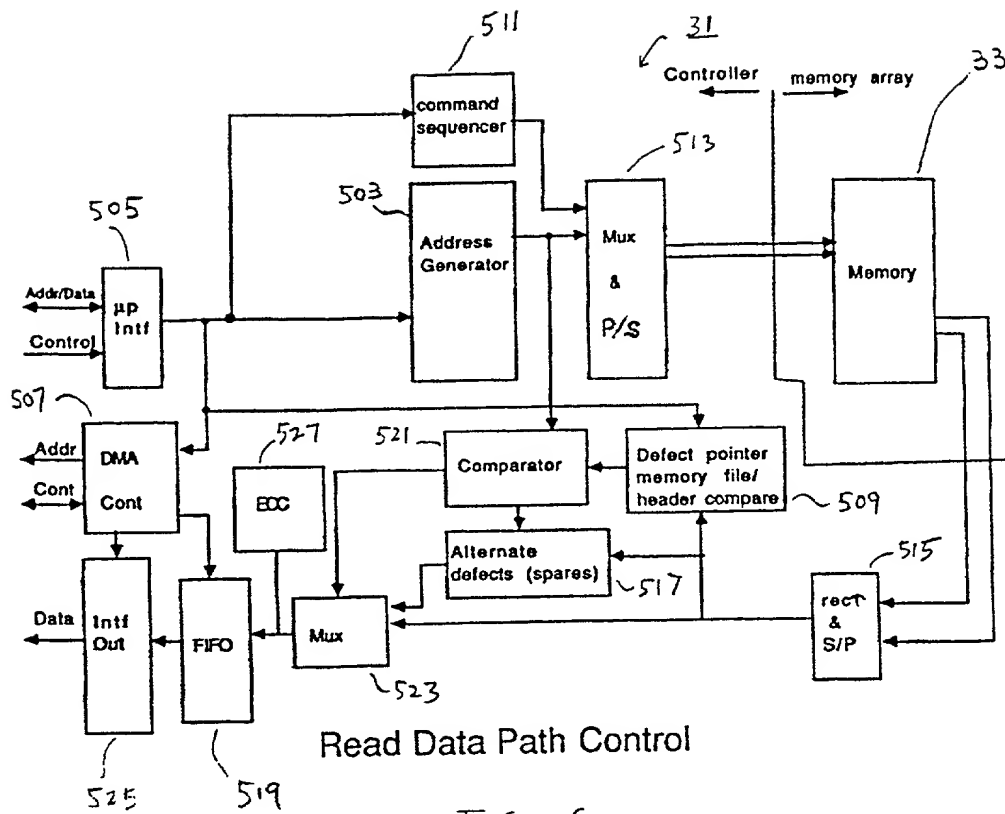 511
31
33
Controller
memory array
command
sequencer
513
503
505
Address
Generator
Mux
&
P/S
Memory
Addr/Data
µp
Intf
Control
507
527
521
Addr
DMA
Cont
Cont
ECC
Comparator
Defect pointer
memory file/
header compare
509
Alternate
defects (spares)
517
515
rect
&
S/P
Data
Intf
Out
FIFO
Mux
523
Read Data Path Control
525
519